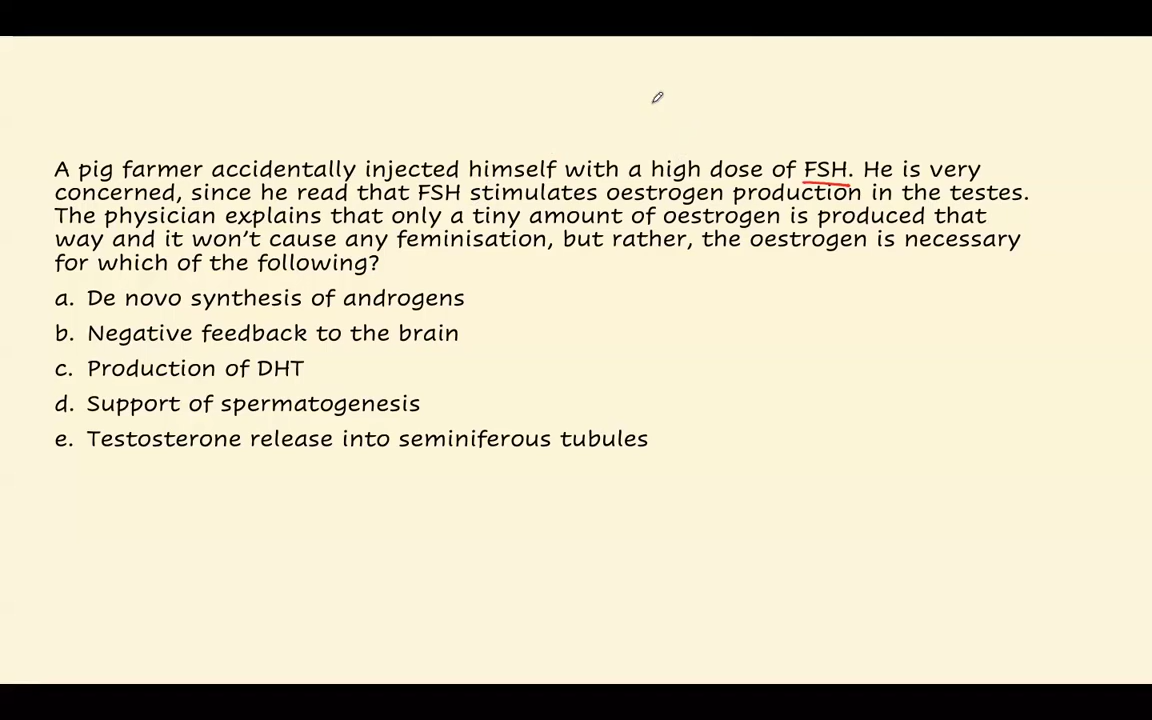 A pig farmer accidentally injected himself with a high dose of FSH. He is very
concerned, since he read that FSH stimulates oestrogen production in the testes.
The physician explains that only a tiny amount of oestrogen is produced that
way and it won't cause any feminisation, but rather, the oestrogen is necessary
for which of the following?
a. De novo synthesis of androgens
b. Negative feedback to the brain
c. Production of DHT
d. Support of spermatogenesis
e. Testosterone release into seminiferous tubules